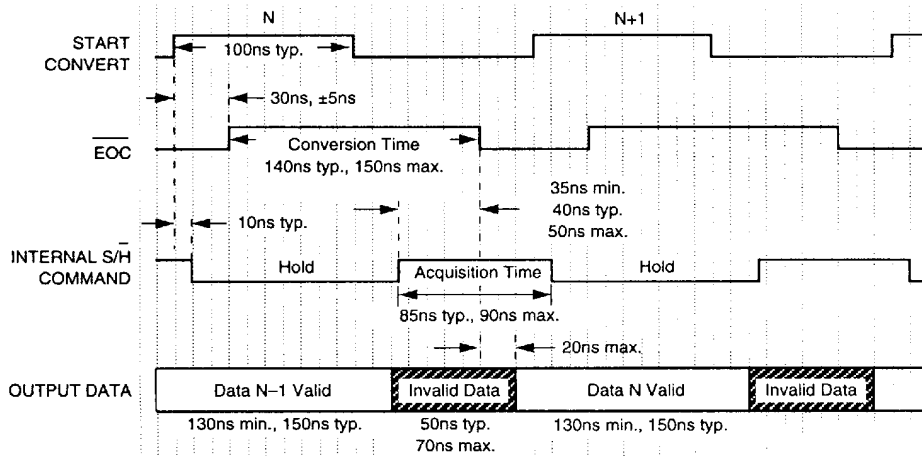 N
N+1
START
CONVERT
100ns typ.
30ns, ±5ns
EOC
Conversion Time
140ns typ., 150ns max.
35ns min.
40ns typ.
50ns max.
10ns typ.
INTERNAL S/H
COMMAND
Hold
Acquisition Time
Hold
85ns typ., 90ns max.
20ns max.
OUTPUT DATA
Data N–1 Valid
Invalid Data
Data N Valid
Invalid Data
130ns min., 150ns typ.
50ns typ.
70ns max.
130ns min., 150ns typ.